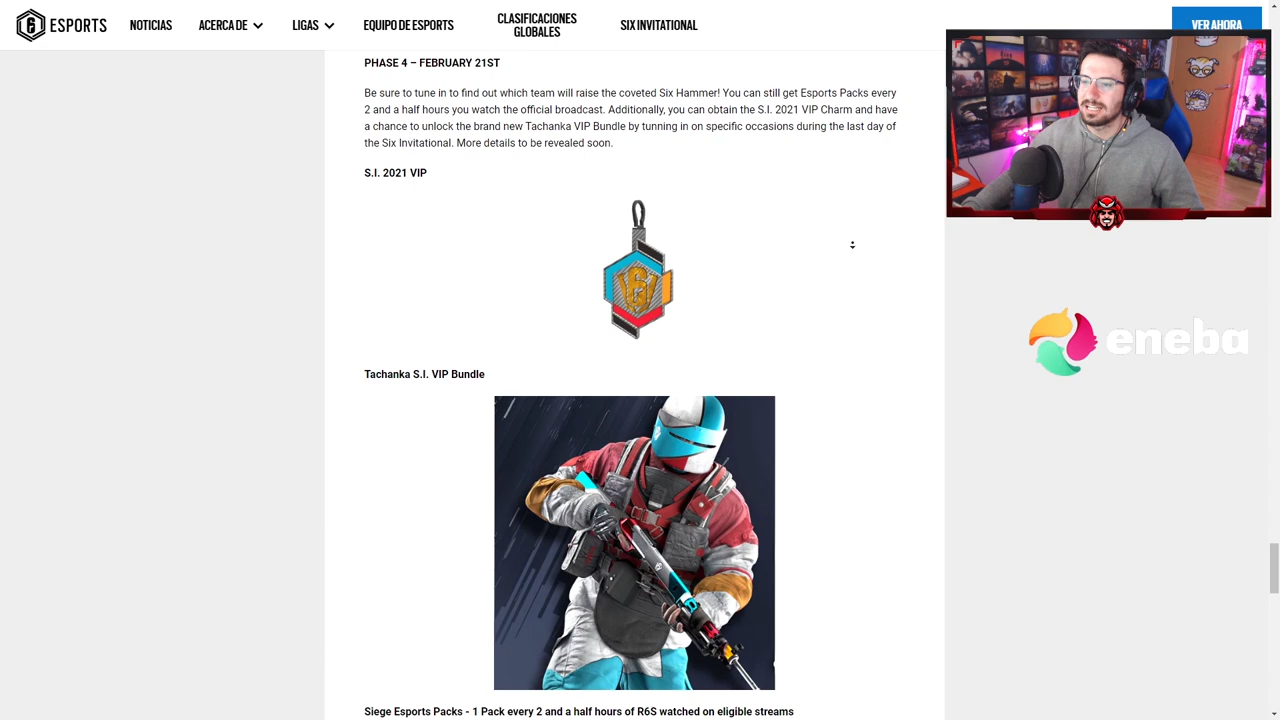 ESPORTS
NOTICIAS
ACERCA DE
LIGAS
EQUIPO DE ESPORTS
CLASIFICACIONES
GLOBALES
SIX INVITATIONAL
VER AHORA
PHASE 4 – FEBRUARY 21ST
Be sure to tune in to find out which team will raise the coveted Six Hammer! You can still get Esports Packs every
2 and a half hours you watch the official broadcast. Additionally, you can obtain the S.I. 2021 VIP Charm and have
a chance to unlock the brand new Tachanka VIP Bundle by tunning in on specific occasions during the last day of
the Six Invitational. More details to be revealed soon.
S.I. 2021 VIP
eneba
Tachanka S.I. VIP Bundle
Siege Esports Packs - 1 Pack every 2 and a half hours of R6S watched on eligible streams